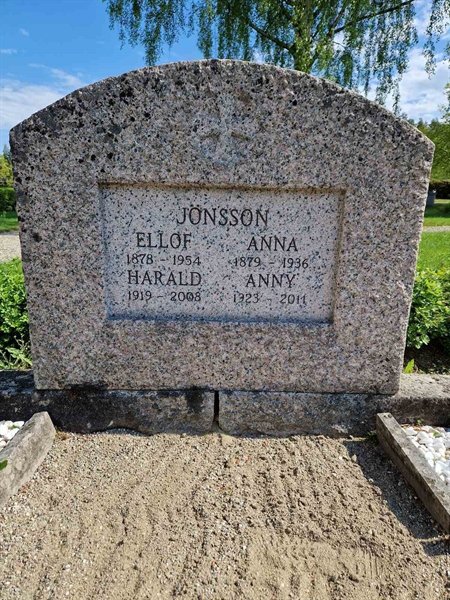 JÖNSSON
ELLOF ANNA
1878 - 1954 1879 - 1936
HARALD ANNY
1919 - 2008 1923 - 2011